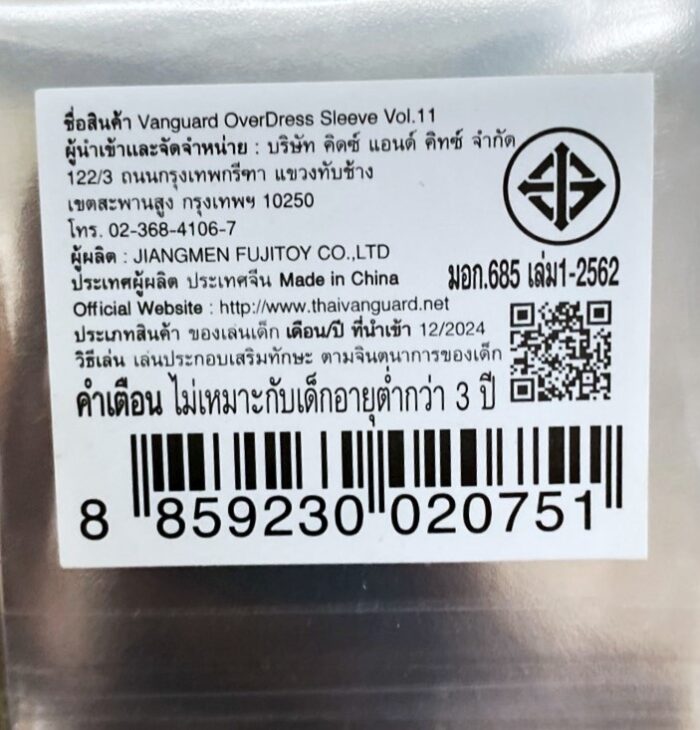 ชื่อสินค้า Vanguard OverDress Sleeve Vol.11
ผู้นำเข้าและจัดจำหน่าย : บริษัท คิดซ์ แอนด์ คิทซ์ จำกัด
122/3 ถนนกรุงเทพกรีฑา แขวงทับช้าง
เขตสะพานสูง กรุงเทพฯ 10250
โทร. 02-368-4106-7
ผู้ผลิต : JIANGMEN FUJITOY CO.,LTD
ประเทศผู้ผลิต ประเทศจีน Made in China
มอก.685 เล่ม1-2562
Official Website : http://www.thaivanguard.net
ประเภทสินค้า ของเล่นเด็ก เดือน/ปี ที่นำเข้า 12/2024
วิธีเล่น เล่นประกอบเสริมทักษะ ตามจินตนาการของเด็ก
คำเตือน ไม่เหมาะกับเด็กอายุต่ำกว่า 3 ปี
8 859230 020751